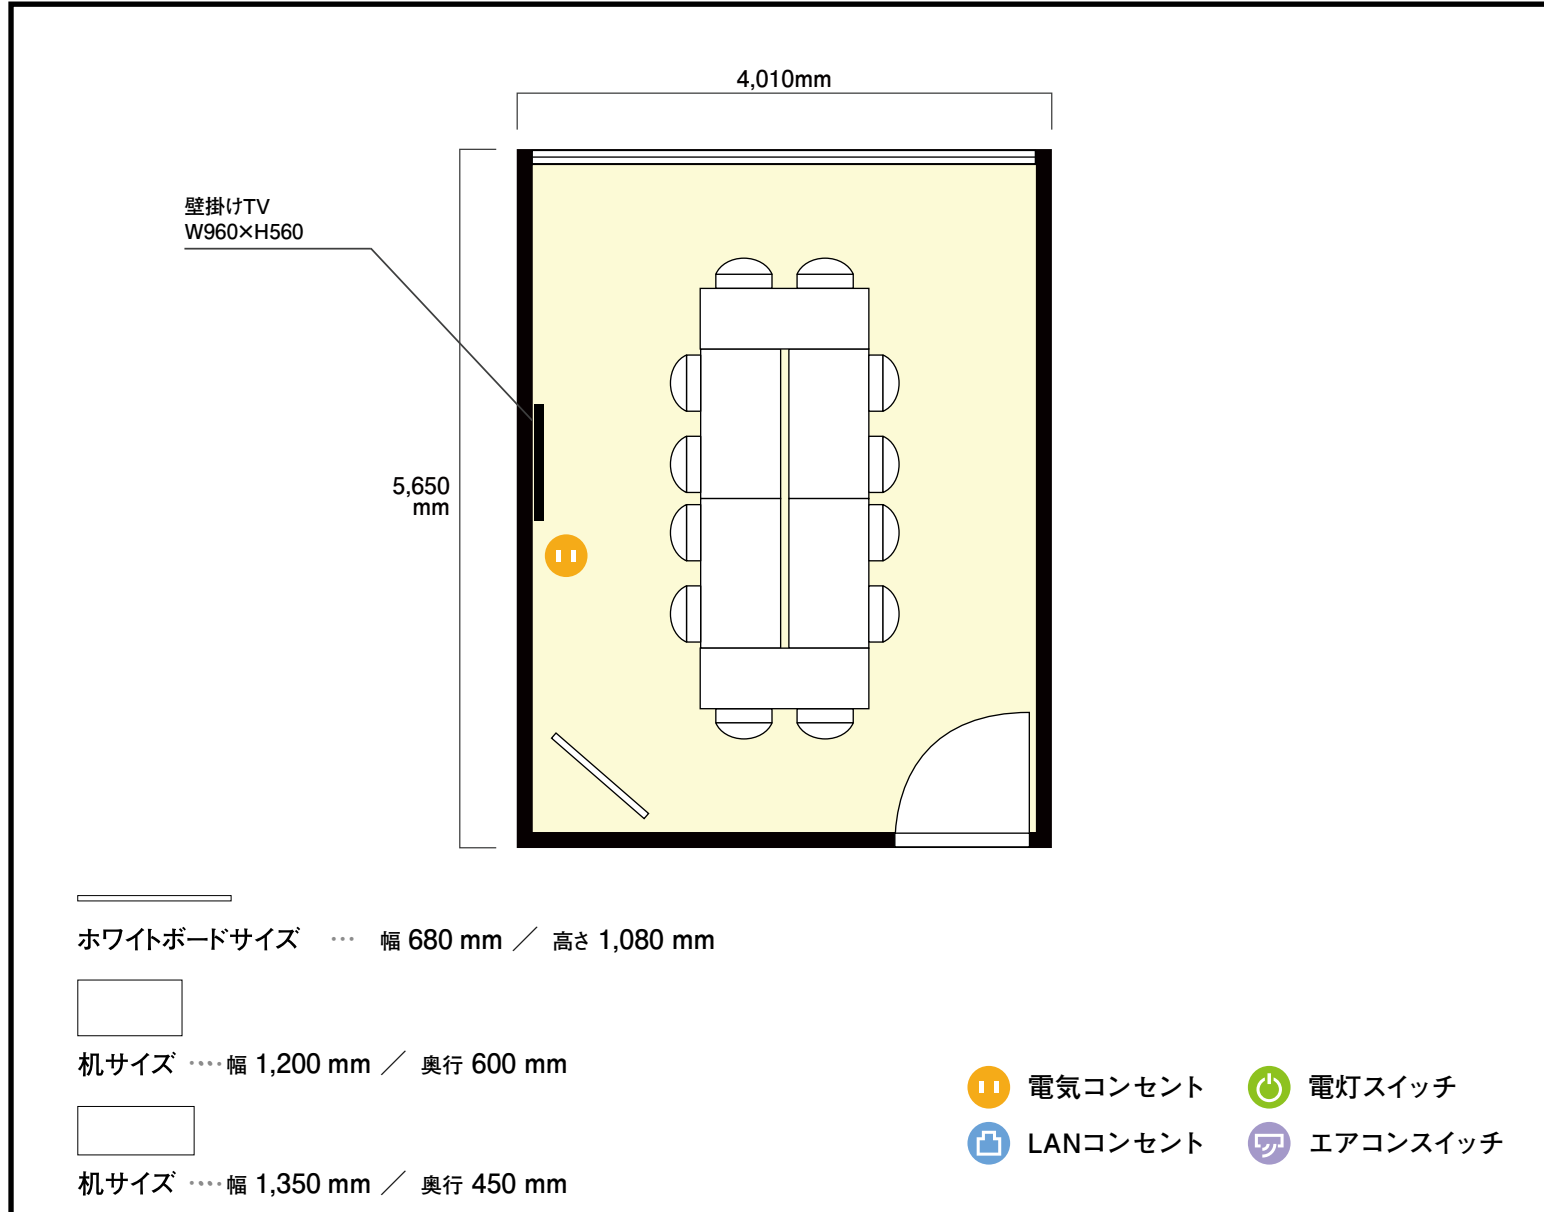 4,010mm
壁掛けTV
W960×H560
5,650
mm
ホワイトボードサイズ … 幅 680 mm ／ 高さ 1,080 mm
机サイズ ････ 幅 1,200 mm ／ 奥行 600 mm
机サイズ ････ 幅 1,350 mm ／ 奥行 450 mm
電気コンセント 電灯スイッチ
LANコンセント エアコンスイッチ